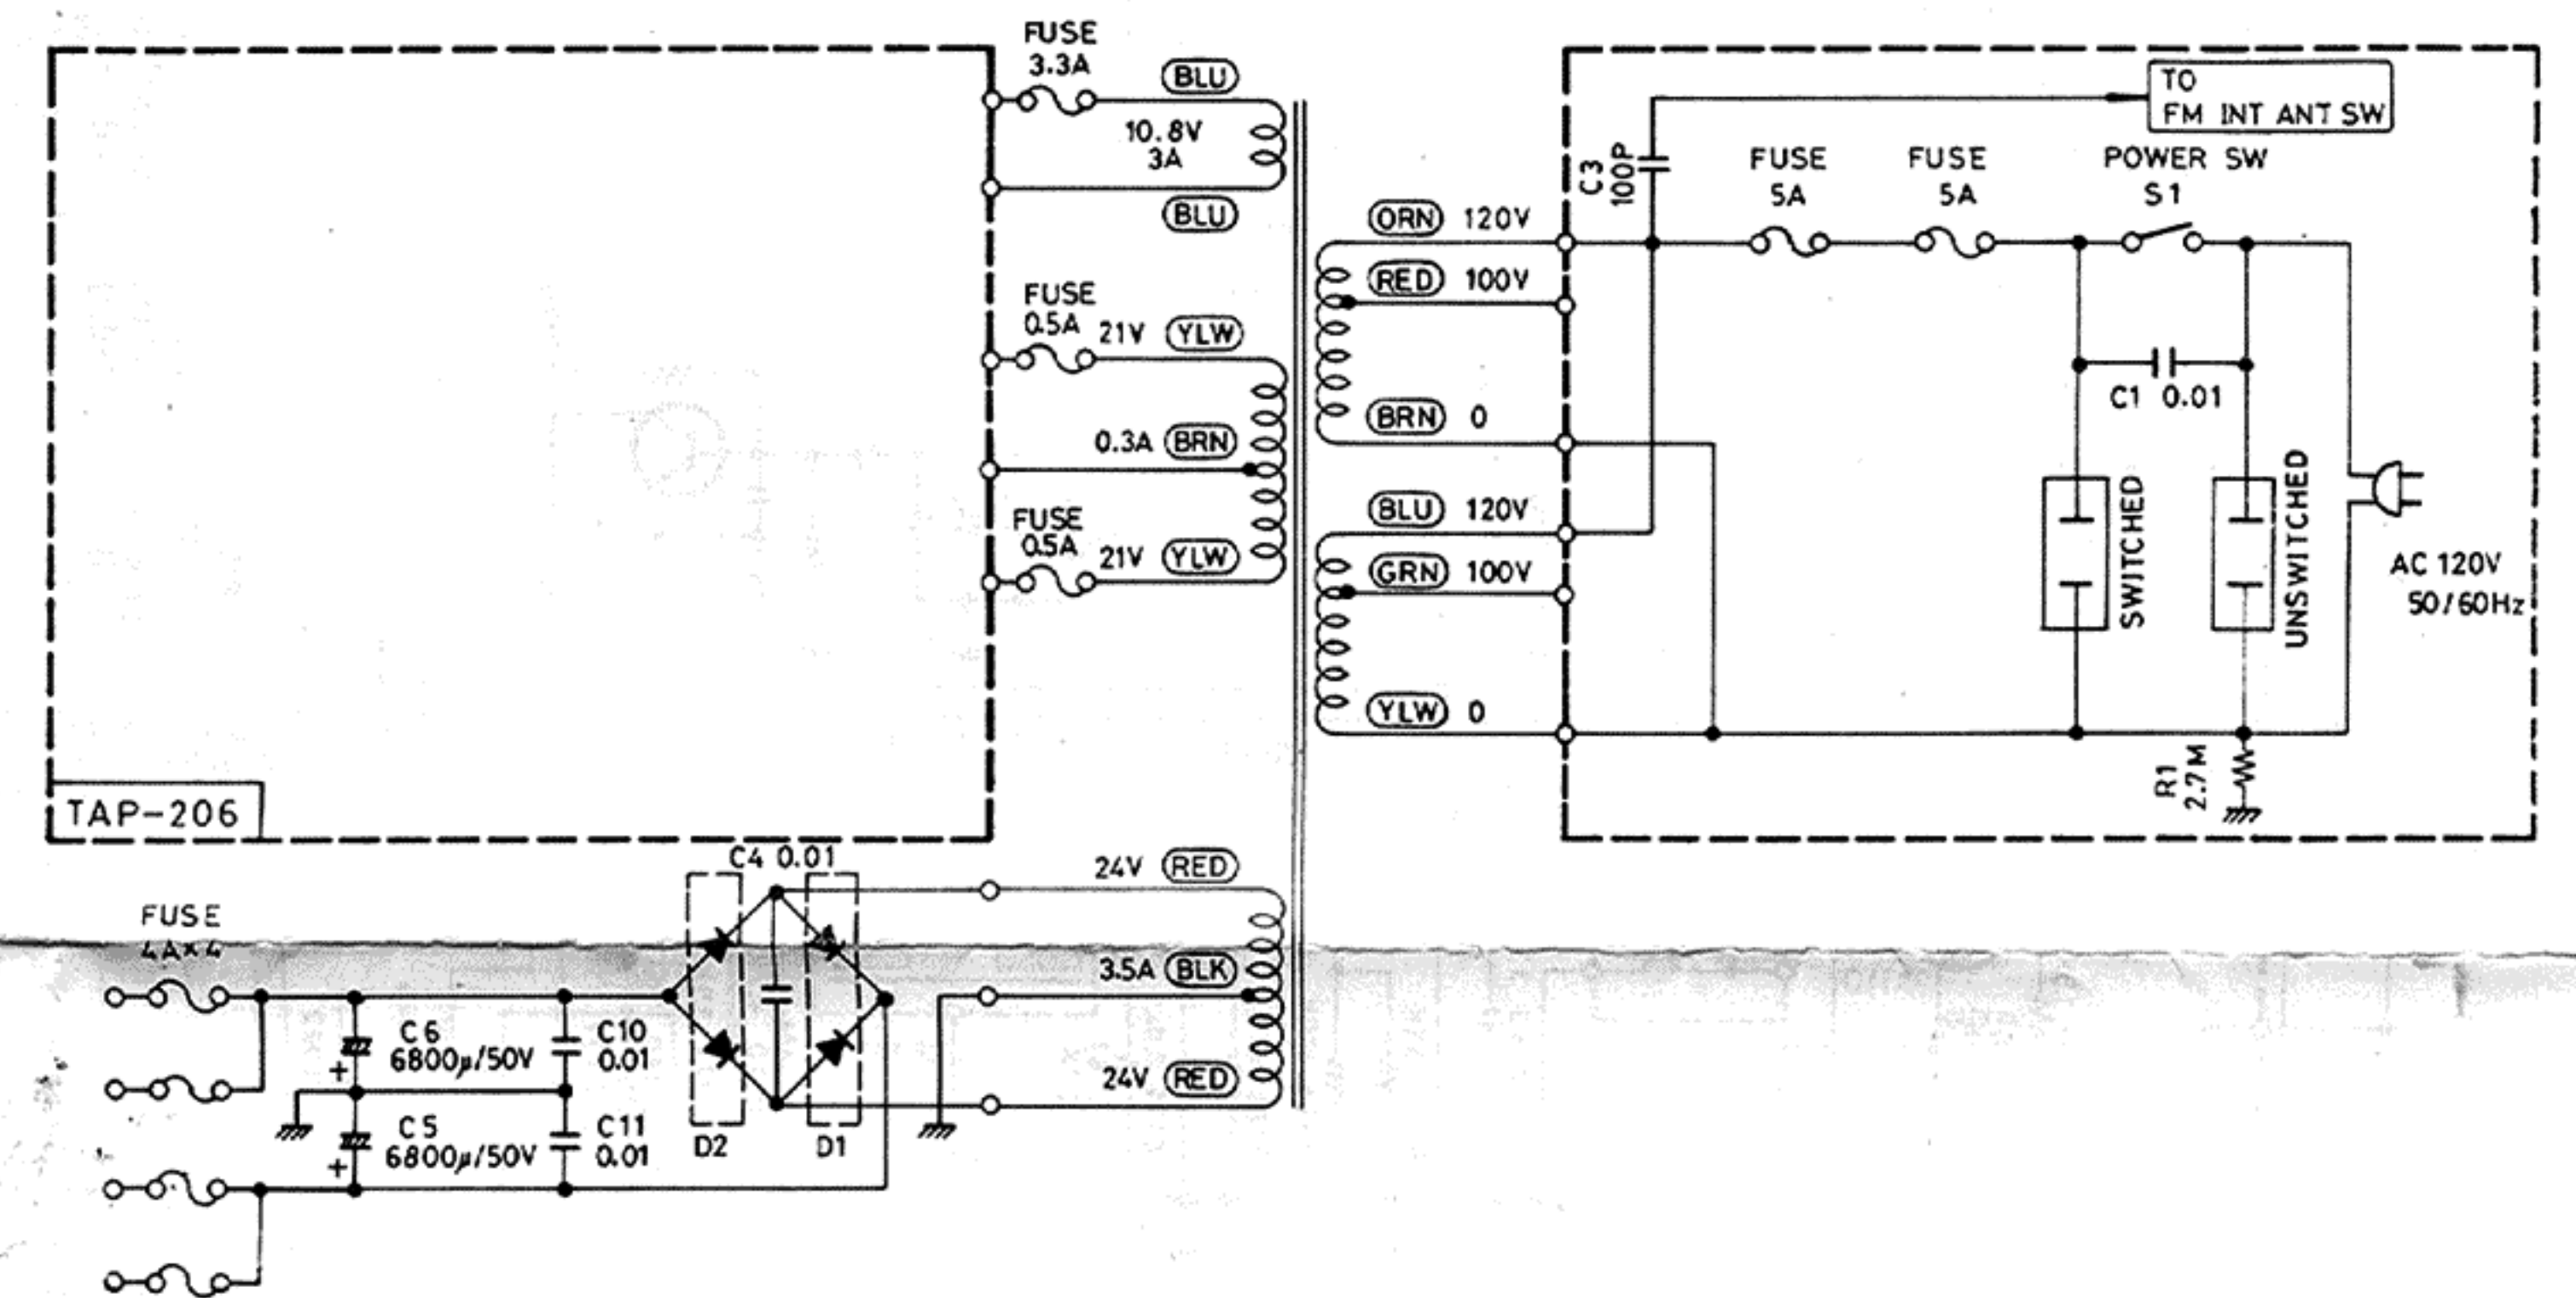 FUSE
3.3A
BLU
10.8V
3A
BLU
FUSE
0.5A
21V
YLW
0.3A
BRN
FUSE
0.5A
21V
YLW
TAP-206
TO
FM INT ANT SW
C3
100P
FUSE
5A
FUSE
5A
POWER SW
S1
ORN 120V
RED 100V
BRN 0
BLU 120V
GRN 100V
YLW 0
C1 0.01
SWITCHED
UNSWITCHED
AC 120V
50/60Hz
R1
2.7M
C4 0.01
24V RED
3.5A BLK
24V RED
FUSE
4A×4
C6
6800μ/50V
+
C10
0.01
C5
6800μ/50V
+
C11
0.01
D2
D1